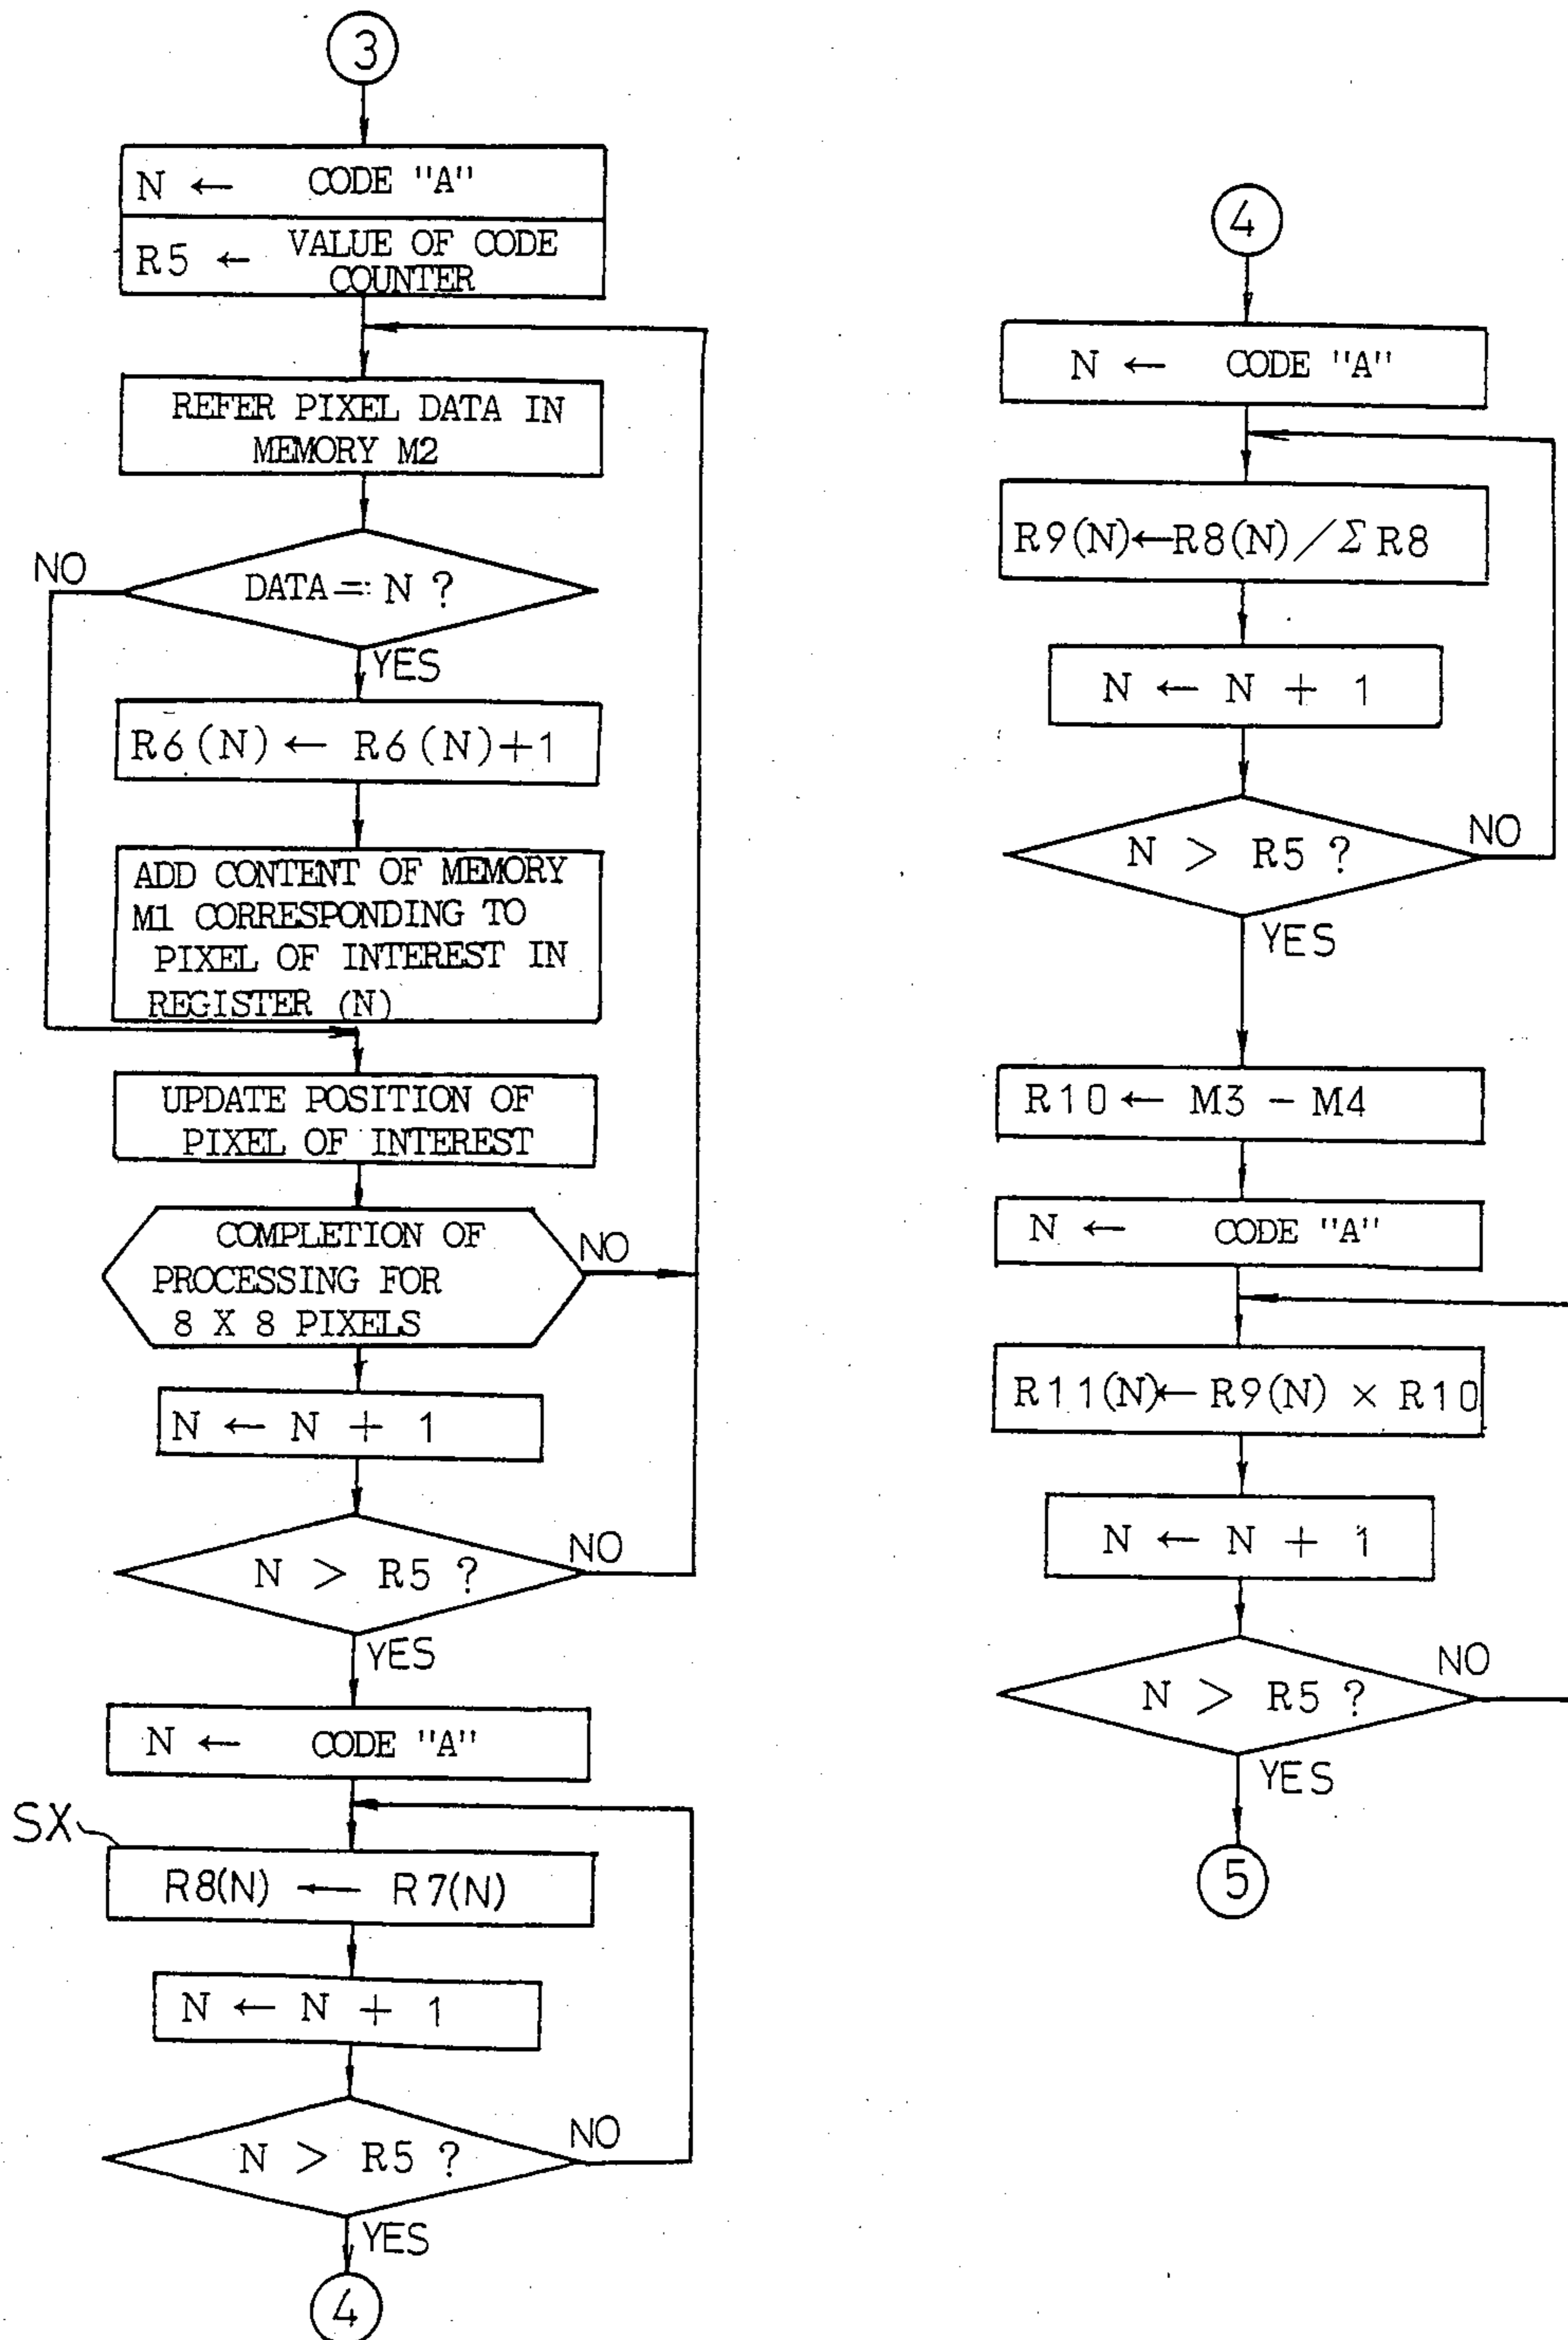 3
N ← CODE "A"
R5 ← VALUE OF CODE
COUNTER
REFER PIXEL DATA IN
MEMORY M2
NO
DATA = N ?
YES
R6(N) ← R6(N)+1
ADD CONTENT OF MEMORY
M1 CORRESPONDING TO
PIXEL OF INTEREST IN
REGISTER (N)
UPDATE POSITION OF
PIXEL OF INTEREST
COMPLETION OF
PROCESSING FOR
8 X 8 PIXELS
NO
N ← N + 1
N > R5 ?
NO
YES
N ← CODE "A"
SX
R8(N) ← R7(N)
N ← N + 1
N > R5 ?
NO
YES
4
4
N ← CODE "A"
R9(N)←R8(N)/Σ R8
N ← N + 1
N > R5 ?
NO
YES
R10 ← M3 - M4
N ← CODE "A"
R11(N)← R9(N) × R10
N ← N + 1
N > R5 ?
NO
YES
5